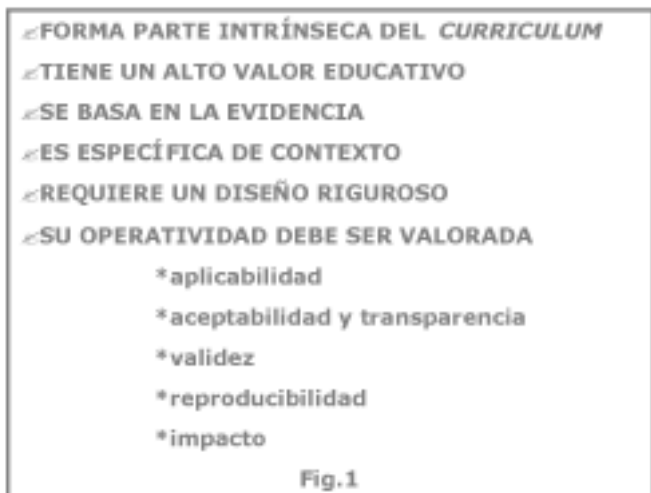 FORMA PARTE INTRÍNSECA DEL CURRICULUM
TIENE UN ALTO VALOR EDUCATIVO
SE BASA EN LA EVIDENCIA
ES ESPECÍFICA DE CONTEXTO
REQUIERE UN DISEÑO RIGUROSO
SU OPERATIVIDAD DEBE SER VALORADA
*aplicabilidad
*aceptabilidad y transparencia
*validez
*reproducibilidad
*impacto
Fig.1